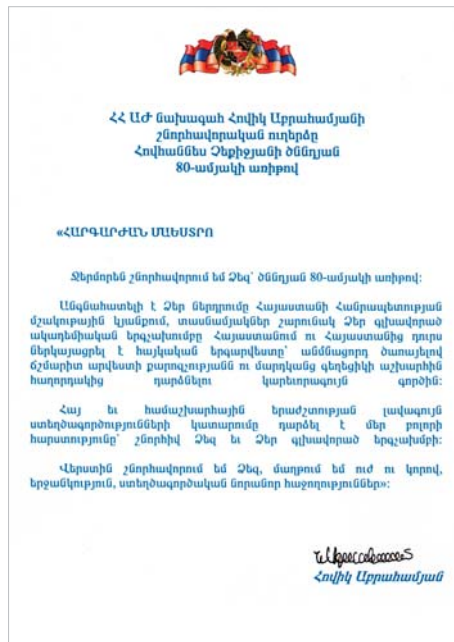 ՀՀ ԱԺ նախագահ Հովիկ Աբրահամյանի
շնորհավորական ուղերձը
Հովհաննես Չեքիջյանի ծննդյան
80-ամյակի առիթով
«ՀԱՐԳԱՐԺԱՆ ՄԱԵՍՏՐՈ
Ջերմորեն շնորհավորում եմ Ձեզ՝ ծննդյան 80-ամյակի առիթով:
Անգնահատելի է Ձեր ներդրումը Հայաստանի Հանրապետության
մշակութային կյանքում, տասնամյակներ շարունակ Ձեր գլխավորած
ակադեմիական երգչախումբը Հայաստանում ու Հայաստանից դուրս
ներկայացրել է հայկական երգարվեստը՝ անմնացորդ ծառայելով
ճշմարիտ արվեստի քարոզչությանն ու մարդկանց գեղեցիկի աշխարհին
հաղորդակից դարձնելու կարեւորագույն գործին:
Հայ եւ համաշխարհային երաժշտության լավագույն
ստեղծագործությունների կատարումը դարձել է մեր բոլորի
հարստությունը՝ շնորհիվ Ձեզ եւ Ձեր գլխավորած երգչախմբի:
Վերստին շնորհավորում եմ Ձեզ, մաղթում եմ ուժ ու կորով,
երջանկություն, ստեղծագործական նորանոր հաջողություններ»:
Հովիկ Աբրահամյան